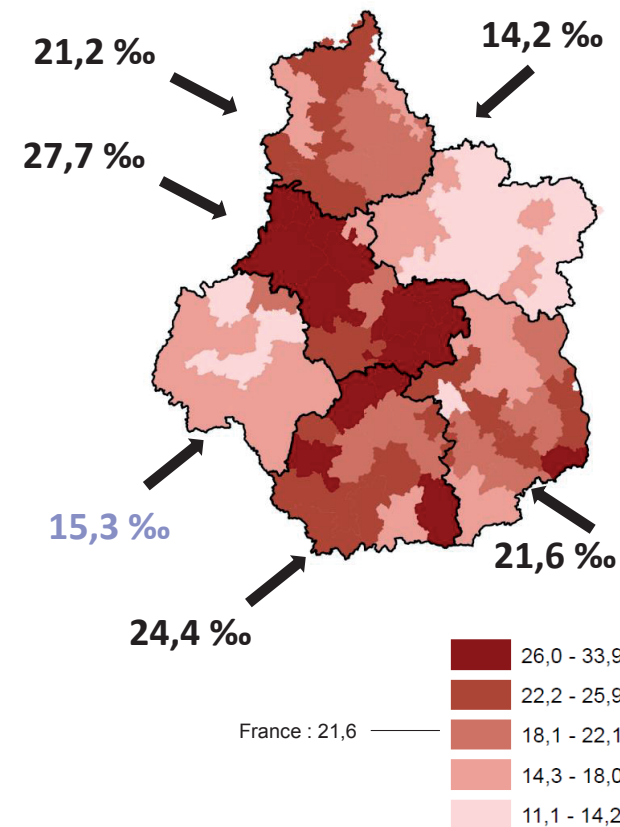 21,2 ‰
14,2 ‰
27,7 ‰
15,3 ‰
21,6 ‰
24,4 ‰
26,0 - 33,9
22,2 - 25,9
France : 21,6
18,1 - 22,1
14,3 - 18,0
11,1 - 14,2